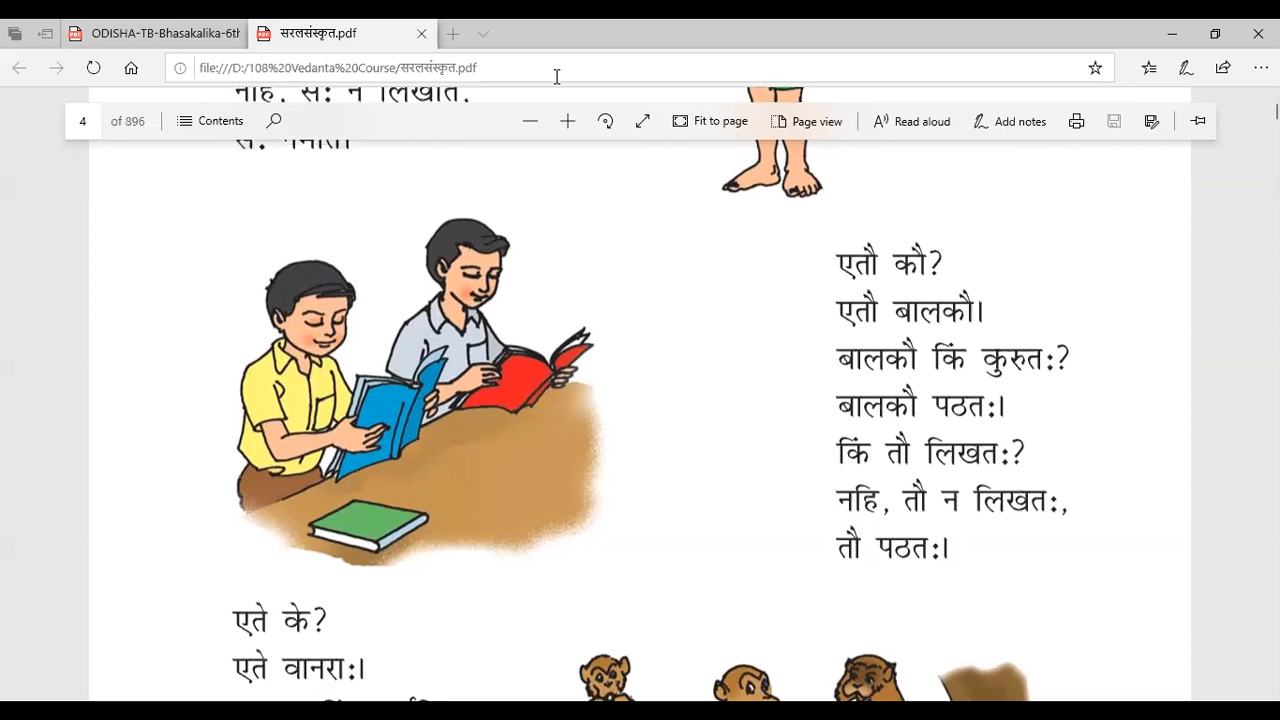 ODISHA-TB-Bhasakalika-6th
सरलसंस्कृत.pdf
file:///D:/108%20Vedanta%20Course/सरलसंस्कृत.pdf
नहि, सः न लिखति,
4 of 896 Contents Fit to page Page view Read aloud Add notes
सः
एतौ कौ?
एतौ बालकौ।
बालकौ किं कुरुतः?
बालकौ पठतः।
किं तौ लिखतः?
नहि, तौ न लिखतः,
तौ पठतः।
एते के?
एते वानराः।